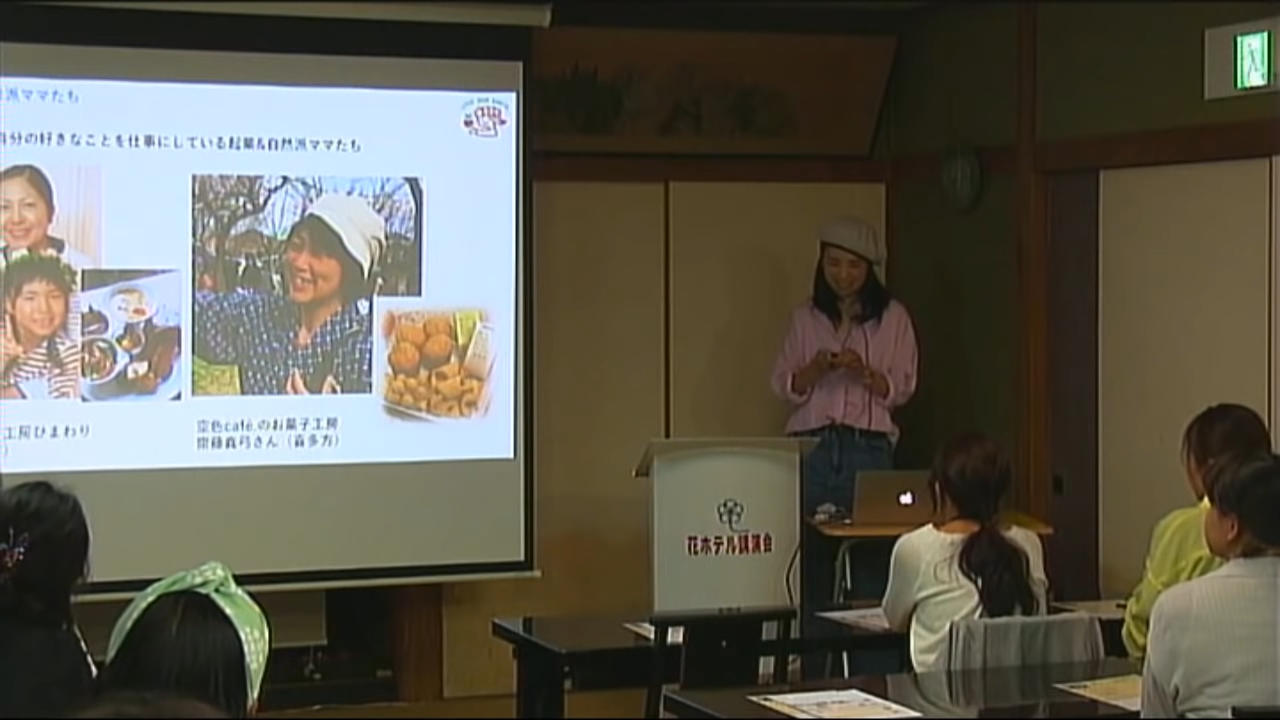 然派ママたち
自分の好きなことを仕事にしている起業&自然派ママたち
工房ひまわり
空色café.のお菓子工房
齋藤真弓さん（喜多方）
花ホテル講演会